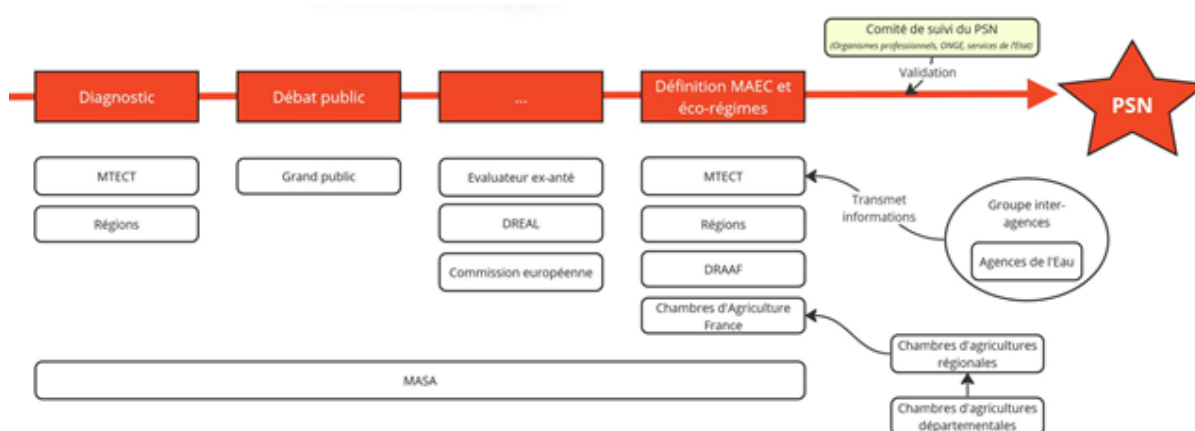 Comité de suivi du PSN
(Organismes professionnels, ONGE, services de l'Etat)
Validation
Diagnostic
Débat public
...
Définition MAEC et
éco-régimes
PSN
MTECT
Grand public
Evaluateur ex-anté
MTECT
Transmet
informations
Groupe inter-
agences
Régions
DREAL
Régions
Agences de l'Eau
Commission européenne
DRAAF
Chambres d'Agriculture
France
Chambres d'agricultures
régionales
MASA
Chambres d'agricultures
départementales